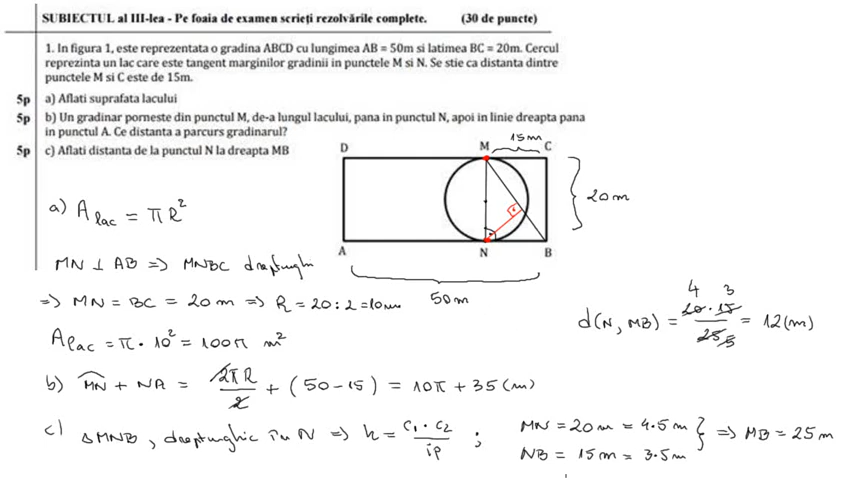 SUBIECTUL al III-lea - Pe foaia de examen scrieți rezolvările complete. (30 de puncte)
1. In figura 1, este reprezentata o gradina ABCD cu lungimea AB = 50m si latimea BC = 20m. Cercul
reprezinta un lac care este tangent marginilor gradinii in punctele M si N. Se stie ca distanta dintre
punctele M si C este de 15m.
5p a) Aflati suprafata lacului
5p b) Un gradinar porneste din punctul M, de-a lungul lacului, pana in punctul N, apoi in linie dreapta pana
in punctul A. Ce distanta a parcurs gradinarul?
5p c) Aflati distanta de la punctul N la dreapta MB
15m
D M C
20m
A N B
50m
a) A lac = πR²
MN ⊥ AB => MNBC dreptunghi
=> MN = BC = 20 m => R = 20 : 2 = 10 m
A lac = π · 10² = 100π m²
b) MN + NA = 2πR/2 + (50 - 15) = 10π + 35 (m)
c) ΔMNB, dreptunghic în N => h = c₁ · c₂ / ip ; MN = 20 m = 4·5 m } => MB = 25 m
NB = 15 m = 3·5 m
4 3
d(N, MB) = 20 · 15 / 25 5 = 12 (m)